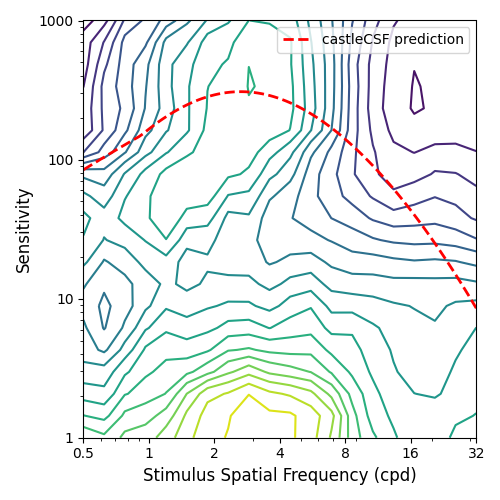 castleCSF prediction
1000
100
10
1
Sensitivity
0.5 1 2 4 8 16 32
Stimulus Spatial Frequency (cpd)